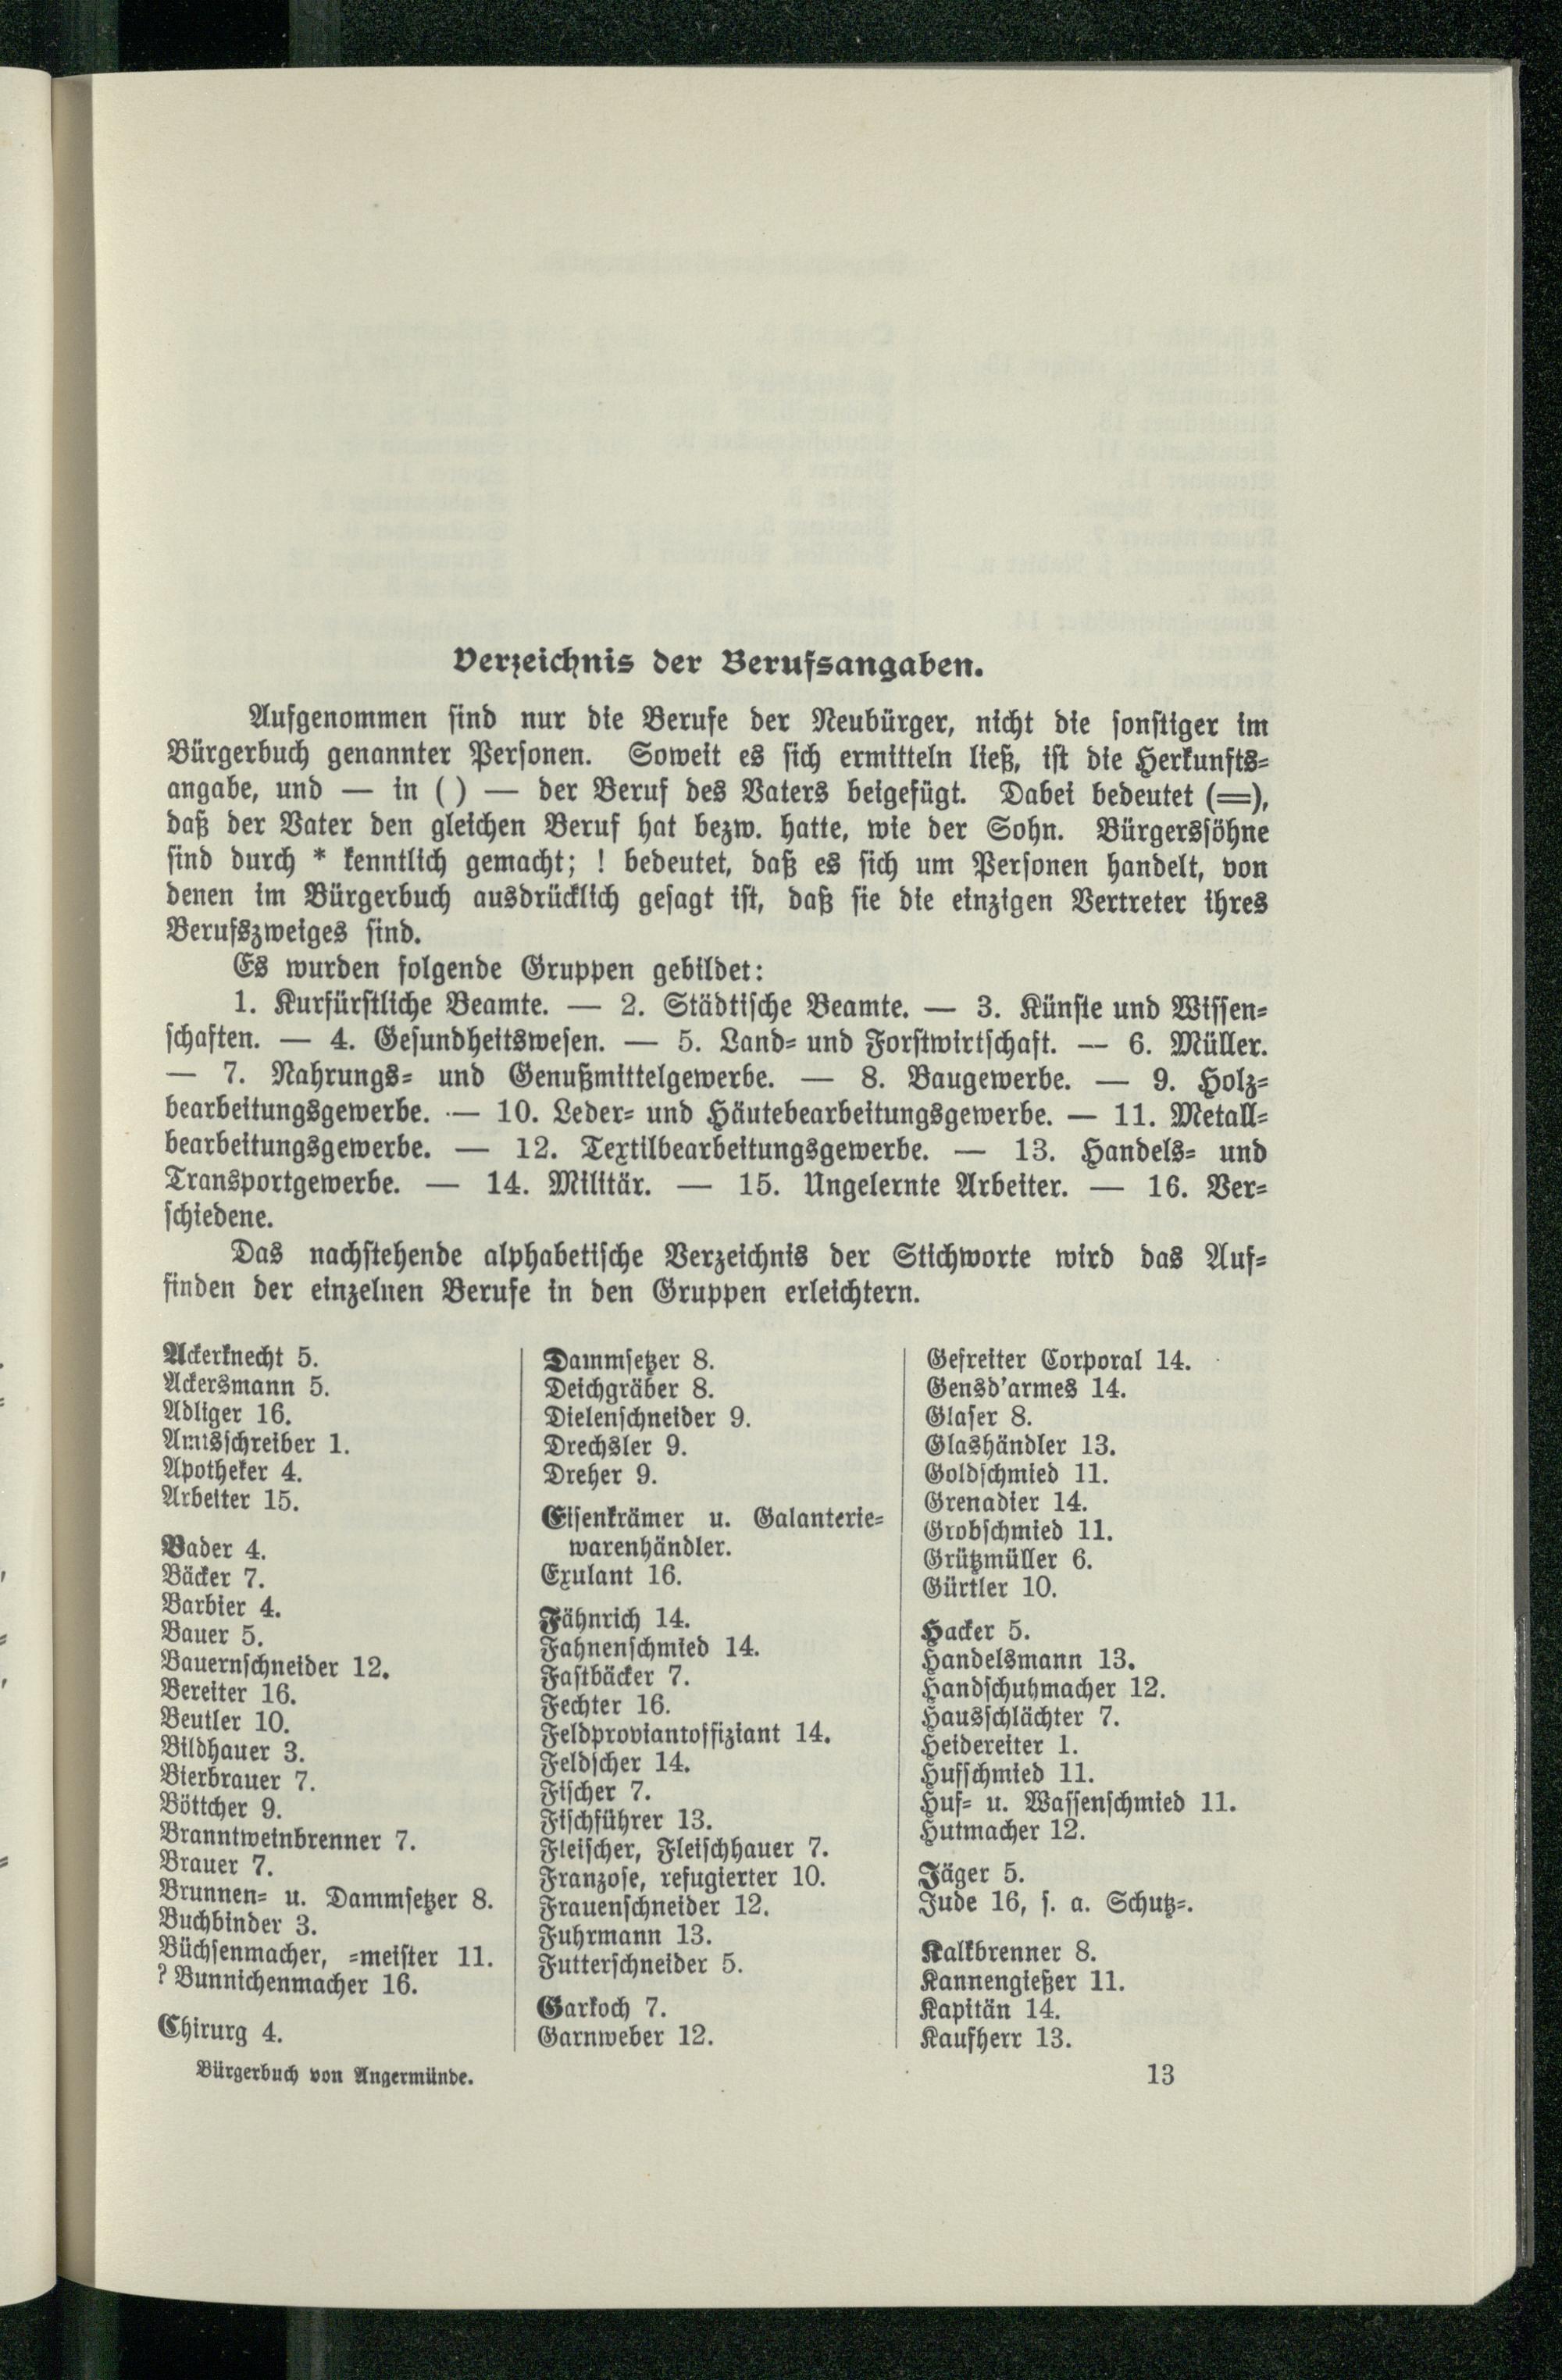 Verzeichnis der Berufsangaben.
Aufgenommen sind nur die Berufe der Neubürger, nicht die sonstiger im
Bürgerbuch genannter Personen. Soweit es sich ermitteln ließ, ist die Herkunfts-
angabe, und — in ( ) — der Beruf des Vaters beigefügt. Dabei bedeutet (=),
daß der Vater den gleichen Beruf hat bezw. hatte, wie der Sohn. Bürgerssöhne
sind durch * kenntlich gemacht; ! bedeutet, daß es sich um Personen handelt, von
denen im Bürgerbuch ausdrücklich gesagt ist, daß sie die einzigen Vertreter ihres
Berufszweiges sind.
Es wurden folgende Gruppen gebildet:
1. Kurfürstliche Beamte. — 2. Städtische Beamte. — 3. Künste und Wissen-
schaften. — 4. Gesundheitswesen. — 5. Land- und Forstwirtschaft. — 6. Müller.
— 7. Nahrungs- und Genußmittelgewerbe. — 8. Baugewerbe. — 9. Holz-
bearbeitungsgewerbe. — 10. Leder- und Häutebearbeitungsgewerbe. — 11. Metall-
bearbeitungsgewerbe. — 12. Textilbearbeitungsgewerbe. — 13. Handels- und
Transportgewerbe. — 14. Militär. — 15. Ungelernte Arbeiter. — 16. Ver-
schiedene.
Das nachstehende alphabetische Verzeichnis der Stichworte wird das Auf-
finden der einzelnen Berufe in den Gruppen erleichtern.
Ackerknecht 5.
Ackersmann 5.
Adliger 16.
Amtsschreiber 1.
Apotheker 4.
Arbeiter 15.
Bader 4.
Bäcker 7.
Barbier 4.
Bauer 5.
Bauernschneider 12.
Bereiter 16.
Beutler 10.
Bildhauer 3.
Bierbrauer 7.
Böttcher 9.
Branntweinbrenner 7.
Brauer 7.
Brunnen- u. Dammsetzer 8.
Buchbinder 3.
Büchsenmacher, -meister 11.
? Bunnichenmacher 16.
Chirurg 4.
Dammsetzer 8.
Deichgräber 8.
Dielenschneider 9.
Drechsler 9.
Dreher 9.
Eisenkrämer u. Galanterie-
warenhändler.
Exulant 16.
Fähnrich 14.
Fahnenschmied 14.
Fastbäcker 7.
Fechter 16.
Feldproviantoffiziant 14.
Feldscher 14.
Fischer 7.
Fischführer 13.
Fleischer, Fleischhauer 7.
Franzose, refugierter 10.
Frauenschneider 12.
Fuhrmann 13.
Futterschneider 5.
Garkoch 7.
Garnweber 12.
Gefreiter Corporal 14.
Gensd'armes 14.
Glaser 8.
Glashändler 13.
Goldschmied 11.
Grenadier 14.
Grobschmied 11.
Grützmüller 6.
Gürtler 10.
Hacker 5.
Handelsmann 13.
Handschuhmacher 12.
Hausschlächter 7.
Heidereiter 1.
Hufschmied 11.
Huf- u. Waffenschmied 11.
Hutmacher 12.
Jäger 5.
Jude 16, s. a. Schutz-.
Kalkbrenner 8.
Kannengießer 11.
Kapitän 14.
Kaufherr 13.
Bürgerbuch von Angermünde.
13